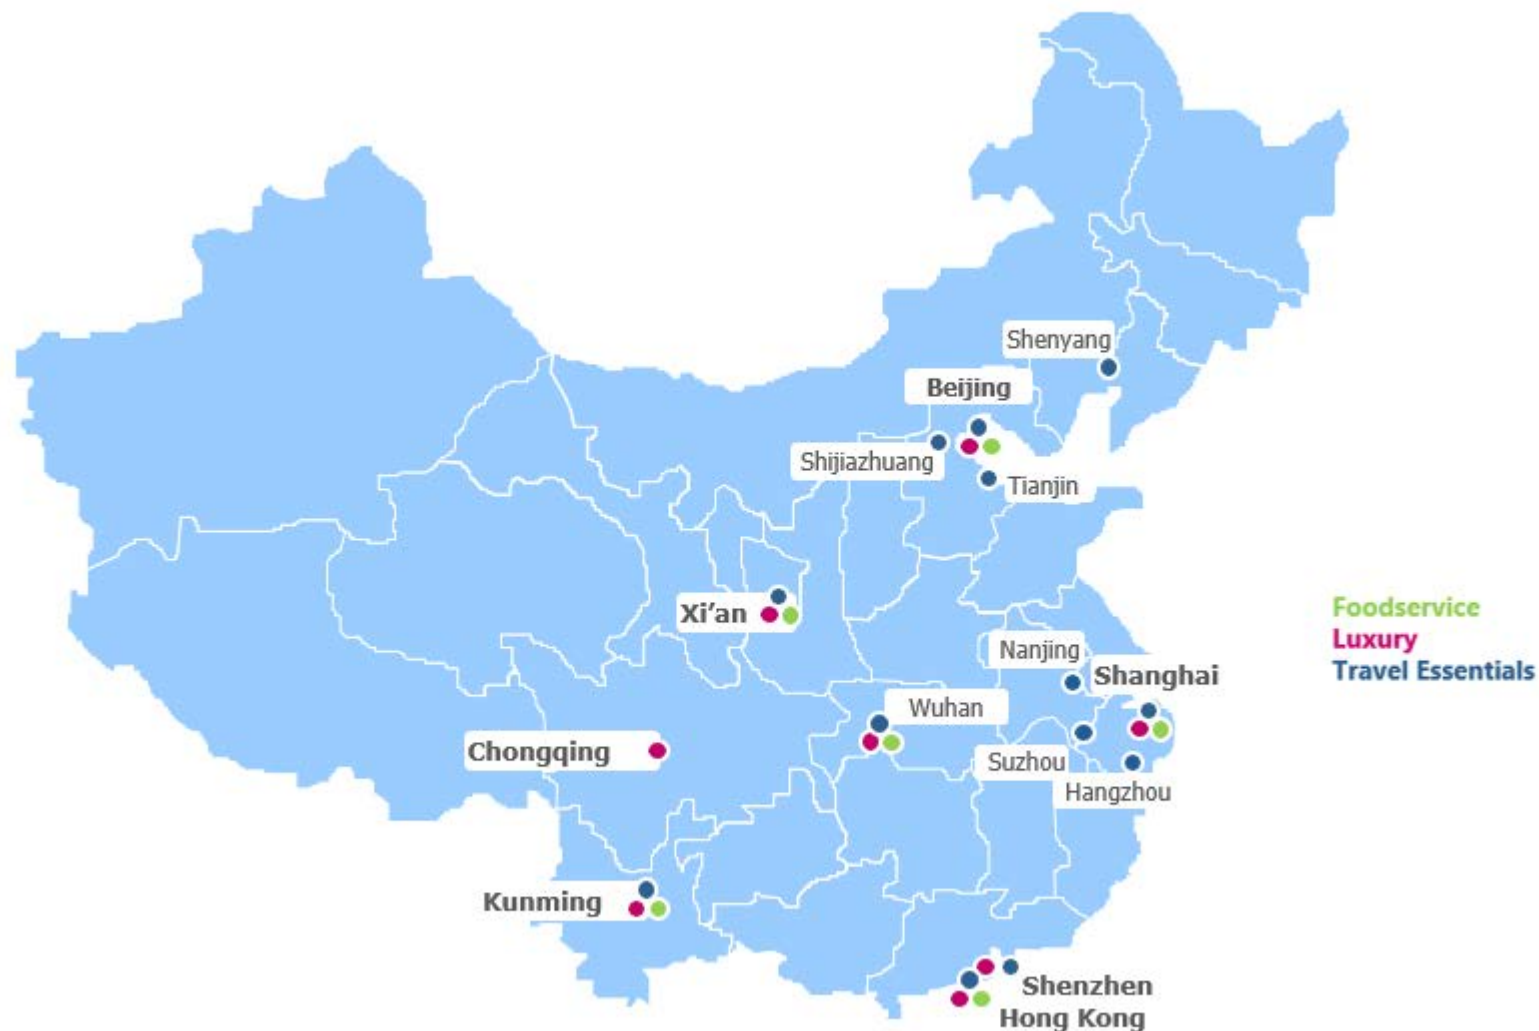 Shenyang
Beijing
Shijiazhuang
Tianjin
Xi’an
Nanjing
Shanghai
Wuhan
Chongqing
Suzhou
Hangzhou
Kunming
Shenzhen
Hong Kong
Foodservice
Luxury
Travel Essentials